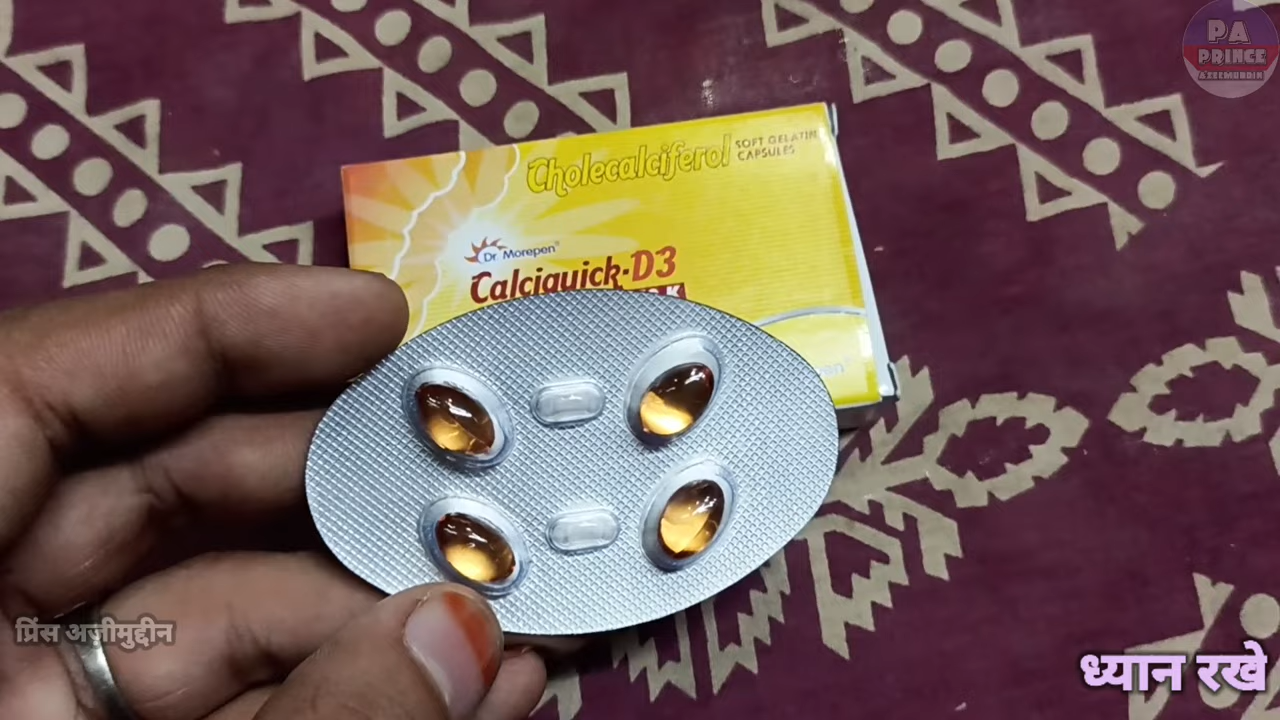 PA
PRINCE
AZEEMUDDIN
Cholecalciferol
SOFT GELATIN
CAPSULES
Dr. Morepen®
Calciquick-D3
प्रिंस अज़ीमुद्दीन
ध्यान रखे